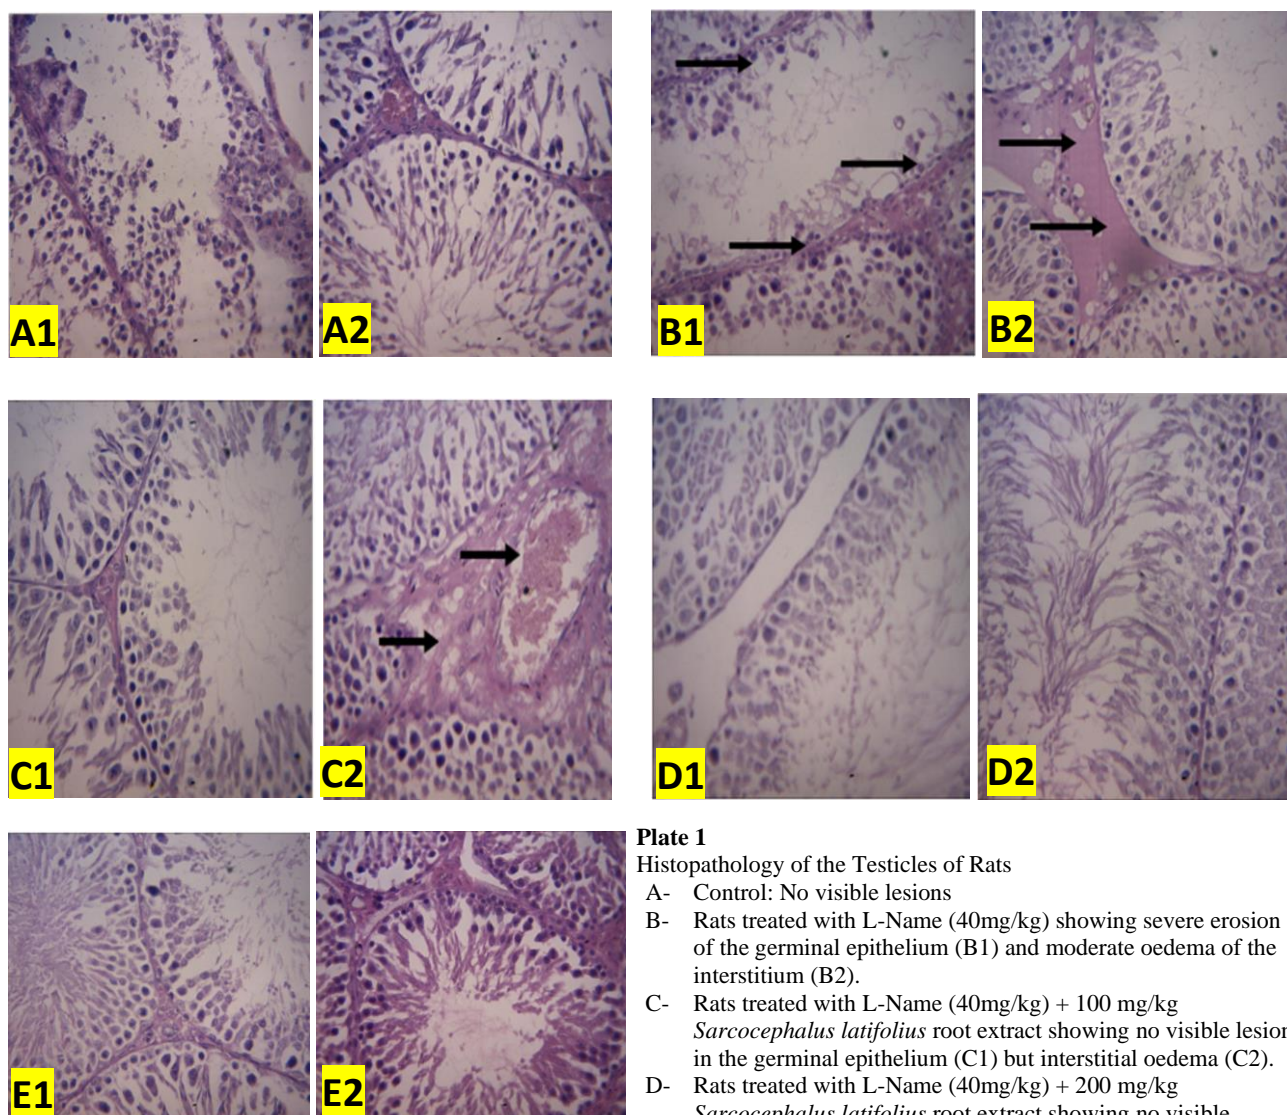 A1
A2
B1
B2
C1
C2
D1
D2
E1
E2
Plate 1
Histopathology of the Testicles of Rats
A- Control: No visible lesions
B- Rats treated with L-Name (40mg/kg) showing severe erosion
of the germinal epithelium (B1) and moderate oedema of the
interstitium (B2).
C- Rats treated with L-Name (40mg/kg) + 100 mg/kg
Sarcocephalus latifolius root extract showing no visible lesion
in the germinal epithelium (C1) but interstitial oedema (C2).
D- Rats treated with L-Name (40mg/kg) + 200 mg/kg
Sarcocephalus latifolius root extract showing no visible